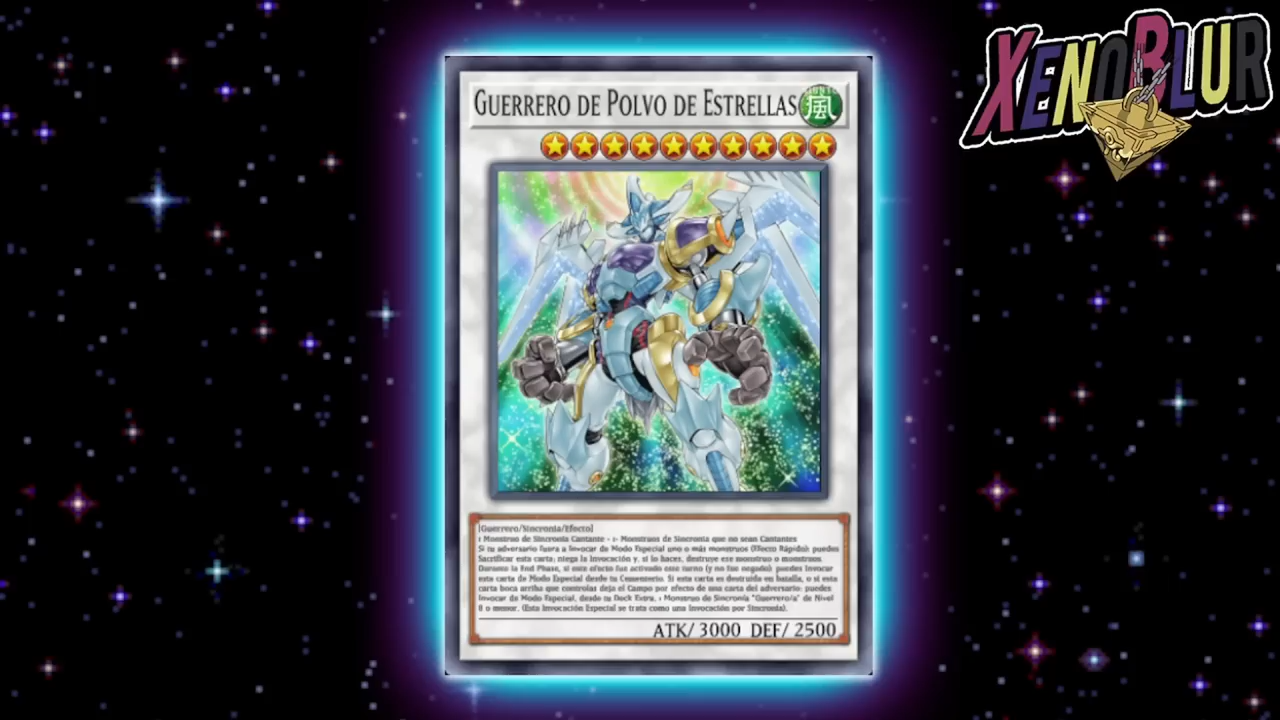 XENOBLUR
GUERRERO DE POLVO DE ESTRELLAS
風
[Guerrero/Sincronía/Efecto]
1 Monstruo de Sincronía Cantante + 1+ Monstruos de Sincronía que no sean Cantantes
Si tu adversario fuera a Invocar de Modo Especial uno o más monstruos (Efecto Rápido): puedes
Sacrificar esta carta; niega la Invocación y, si lo haces, destruye ese monstruo o monstruos.
Durante la End Phase, si este efecto fue activado este turno (y no fue negado): puedes Invocar
esta carta de Modo Especial desde tu Cementerio. Si esta carta es destruida en batalla, o si esta
carta boca arriba que controlas deja el Campo por efecto de una carta del adversario: puedes
Invocar de Modo Especial, desde tu Deck Extra, 1 Monstruo de Sincronía "Guerrero/a" de Nivel
8 o menor. (Esta Invocación Especial se trata como una Invocación por Sincronía).
ATK/ 3000 DEF/ 2500